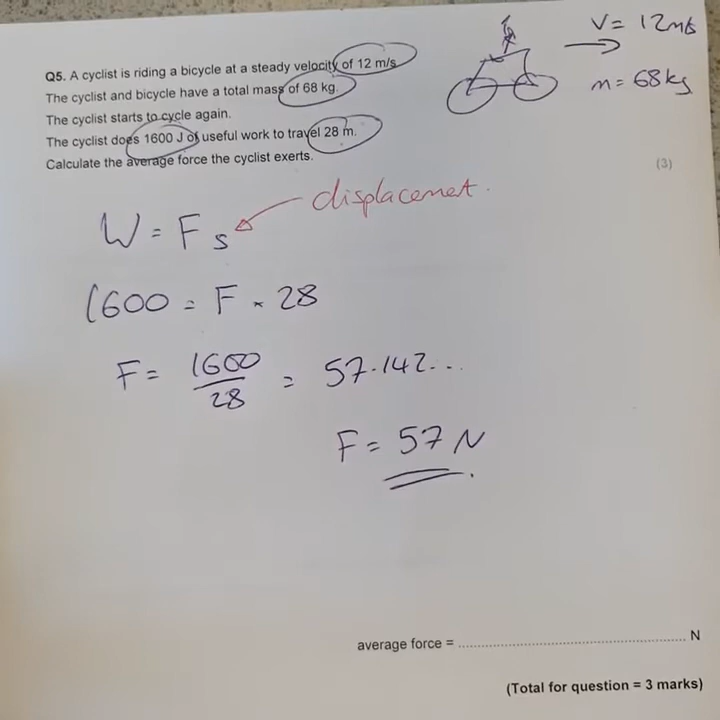 Q5. A cyclist is riding a bicycle at a steady velocity of 12 m/s
The cyclist and bicycle have a total mass of 68 kg.
The cyclist starts to cycle again.
The cyclist does 1600 J of useful work to travel 28 m.
Calculate the average force the cyclist exerts.
V = 12m/s
m = 68kg
(3)
W = Fs
displacement.
1600 = F × 28
F = 1600/28 = 57.142...
F = 57 N
average force = ........................................................ N
(Total for question = 3 marks)